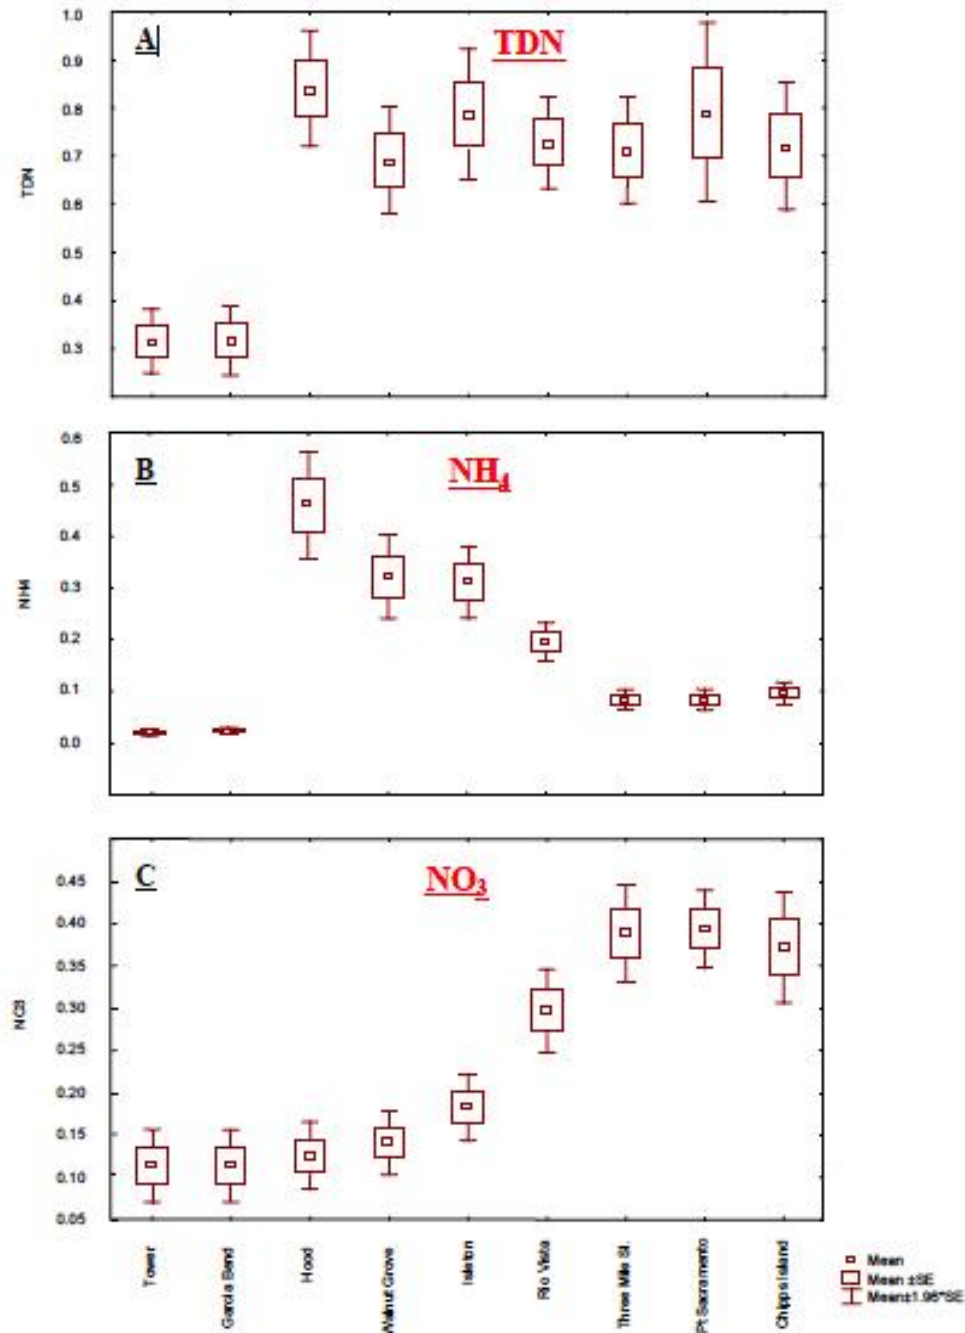 A
TDN
1.0
0.9
0.8
0.7
0.6
0.5
0.4
0.3
TDN
B
NH4
0.6
0.5
0.4
0.3
0.2
0.1
0.0
NH4
C
NO3
0.45
0.40
0.35
0.30
0.25
0.20
0.15
0.10
0.05
NO3
Tower
Garcia Bend
Hood
Walnut Grove
Isleton
Rio Vista
Three Mile Sl.
Pt Sacramento
Chipps Island
Mean
Mean ±SE
Mean±1.96*SE